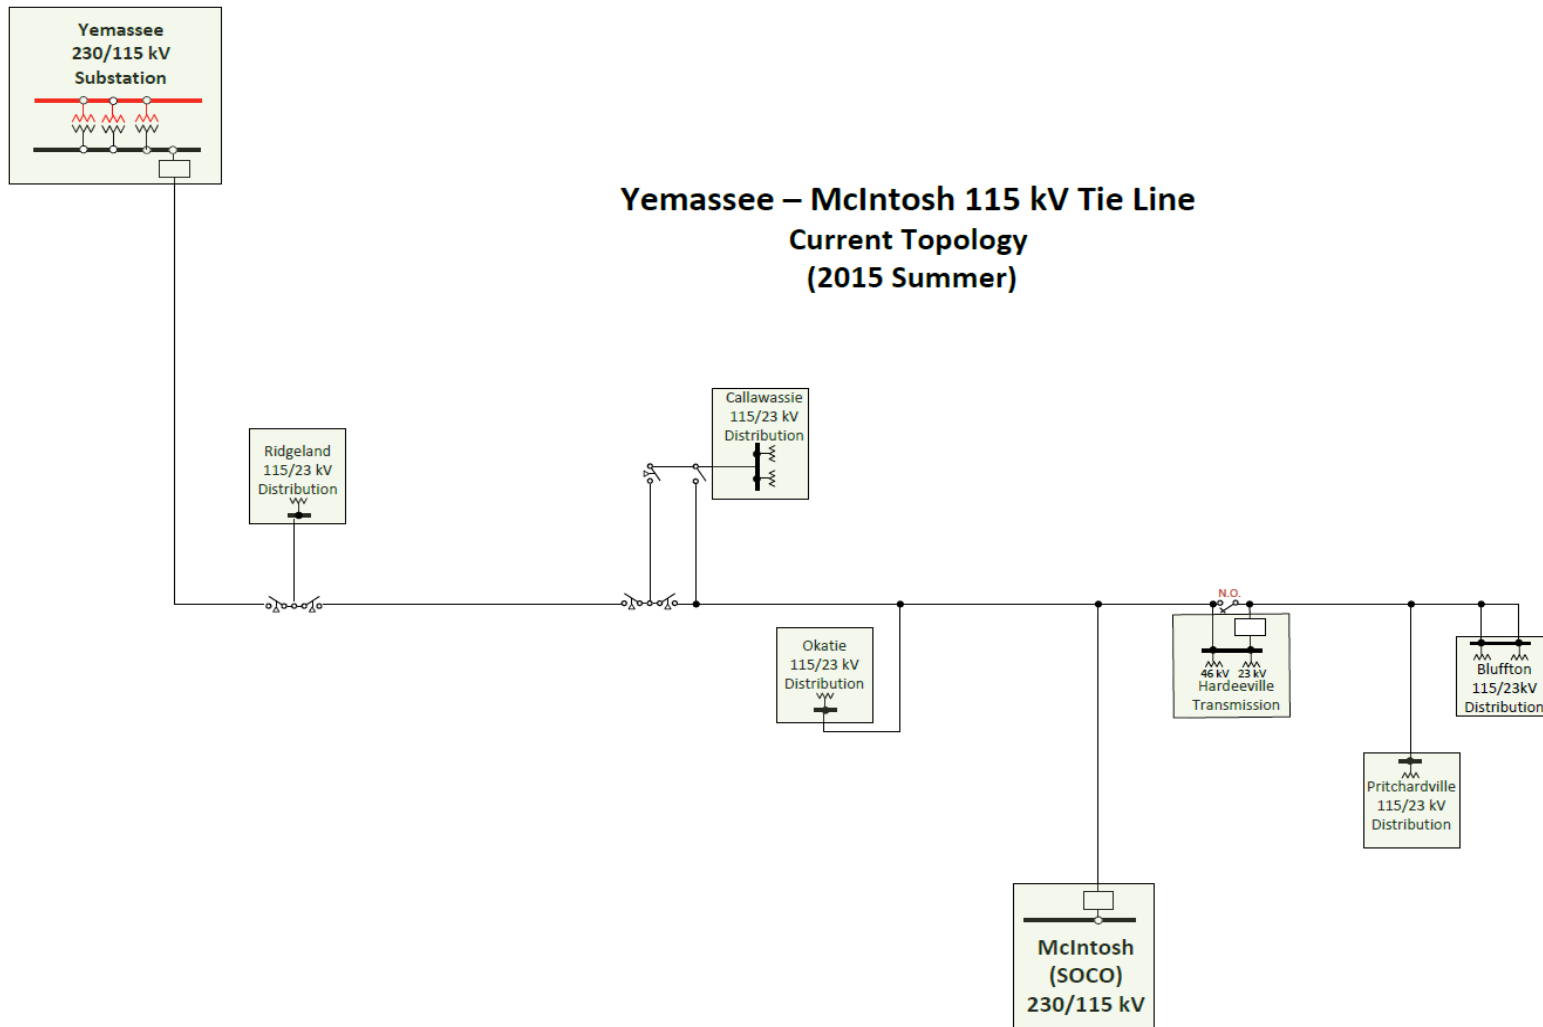 Yemassee
230/115 kV
Substation
Yemassee – McIntosh 115 kV Tie Line
Current Topology
(2015 Summer)
Callawassie
115/23 kV
Distribution
Ridgeland
115/23 kV
Distribution
N.O.
Okatie
115/23 kV
Distribution
46 kV 23 kV
Hardeeville
Transmission
Bluffton
115/23kV
Distribution
Pritchardville
115/23 kV
Distribution
McIntosh
(SOCO)
230/115 kV